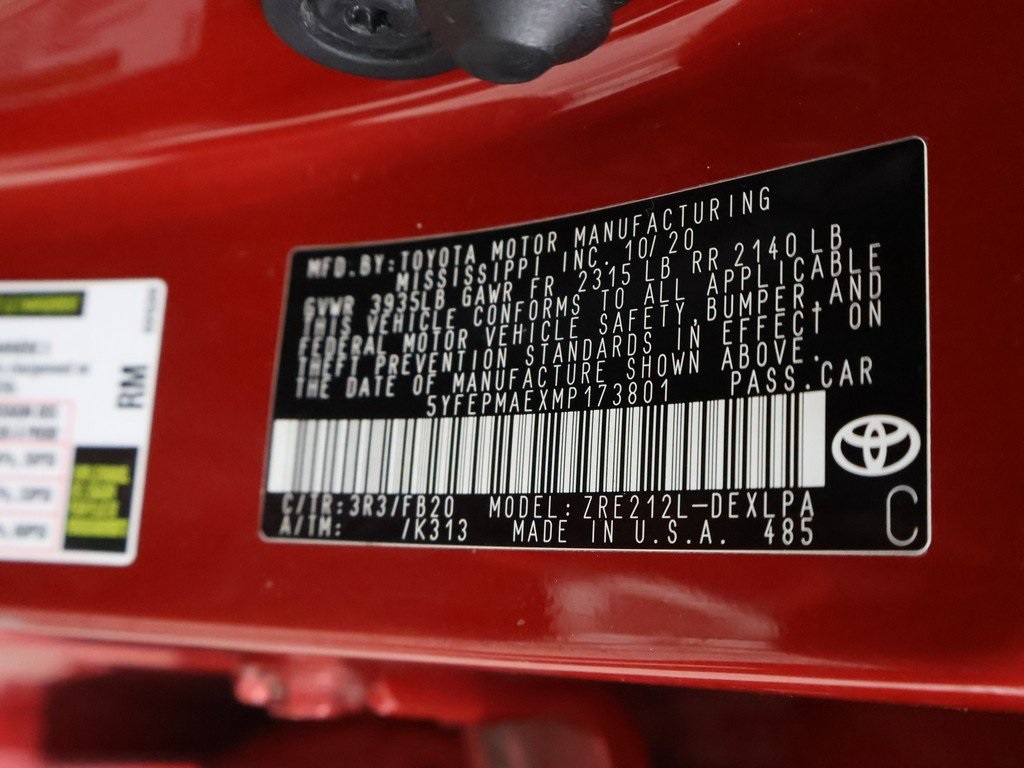 MFD.BY:TOYOTA MOTOR MANUFACTURING
MISSISSIPPI INC. 10/20
GVWR 3935LB GAWR FR 2315 LB RR 2140LB
THIS VEHICLE CONFORMS TO ALL APPLICABLE
FEDERAL MOTOR VEHICLE SAFETY,BUMPER,AND
THEFT PREVENTION STANDARDS IN EFFECT ON
THE DATE OF MANUFACTURE SHOWN ABOVE.
5YFEPMAEXMP173801 PASS.CAR
C/TR:3R3/FB20 MODEL:ZRE212L-DEXLPA
A/TM: /K313 MADE IN U.S.A. 485
C
RM